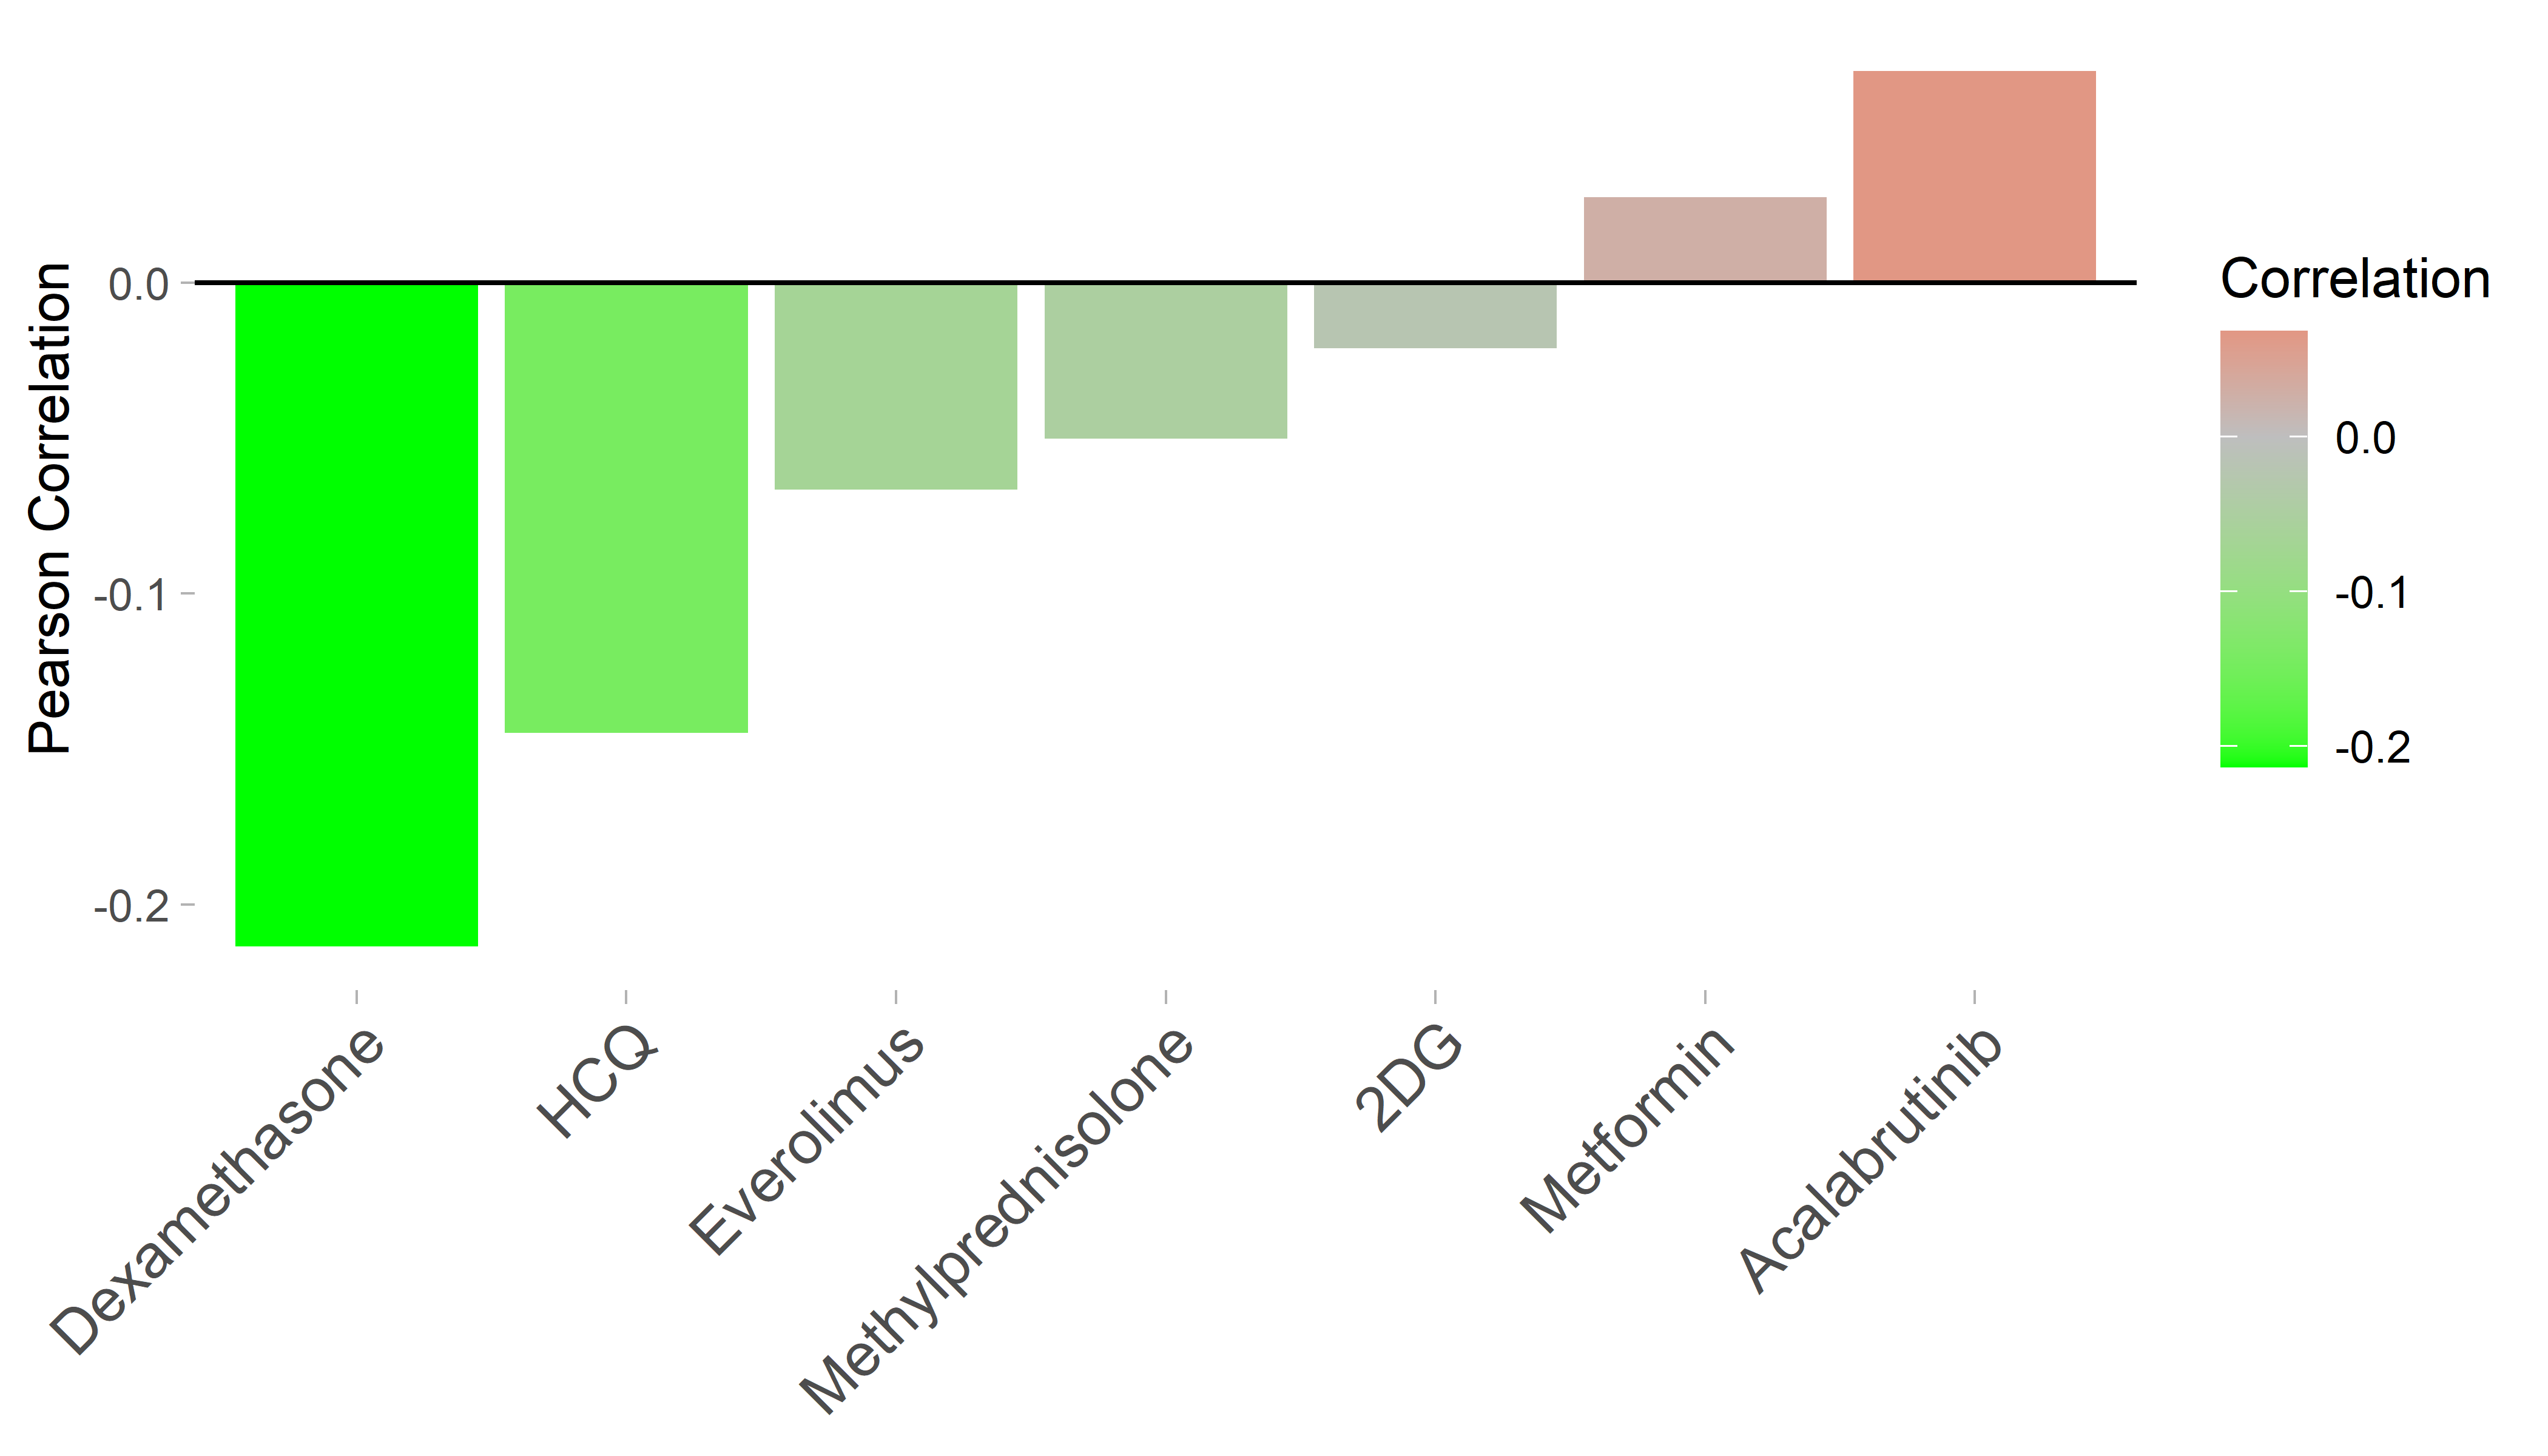 Pearson Correlation
0.0
-0.1
-0.2
Dexamethasone
HCQ
Everolimus
Methylprednisolone
2DG
Metformin
Acalabrutinib
Correlation
0.0
-0.1
-0.2